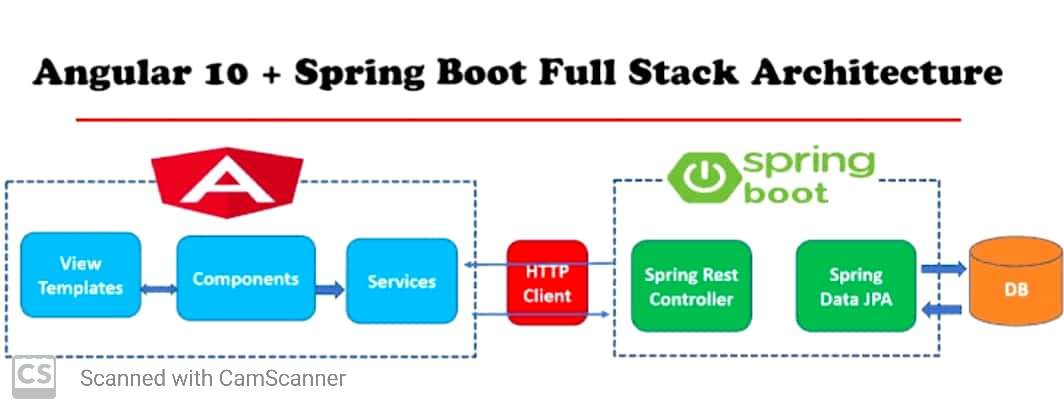 Angular 10 + Spring Boot Full Stack Architecture
A
spring
boot
View
Templates
Components
Services
HTTP
Client
Spring Rest
Controller
Spring
Data JPA
DB
CS
Scanned with CamScanner